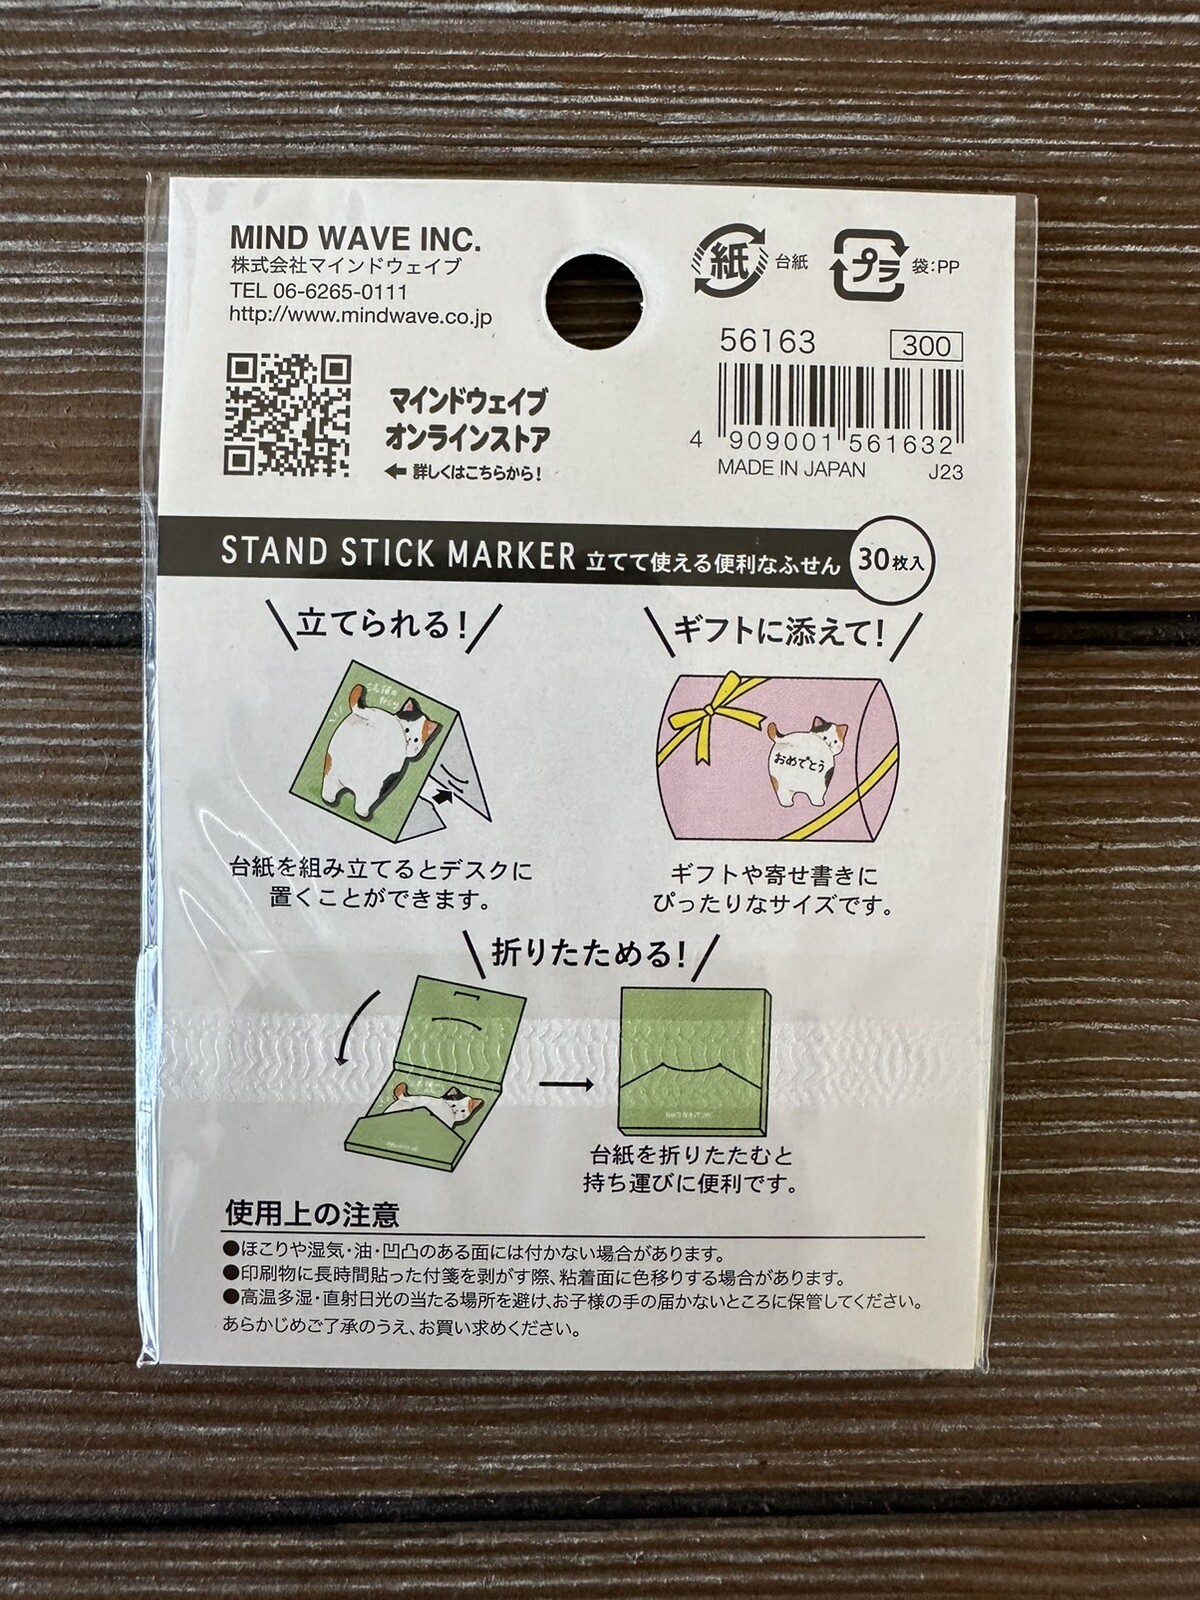 MIND WAVE INC.
株式会社マインドウェイブ
TEL 06-6265-0111
http://www.mindwave.co.jp
マインドウェイブ
オンラインストア
← 詳しくはこちらから!
紙 台紙
プラ 袋:PP
56163 300
4 909001 561632
MADE IN JAPAN J23
STAND STICK MARKER 立てて使える便利なふせん 30枚入
立てられる!
台紙を組み立てるとデスクに
置くことができます。
ギフトに添えて!
おめでとう
ギフトや寄せ書きに
ぴったりなサイズです。
折りたためる!
台紙を折りたたむと
持ち運びに便利です。
使用上の注意
●ほこりや湿気・油・凹凸のある面には付かない場合があります。
●印刷物に長時間貼った付箋を剥がす際、粘着面に色移りする場合があります。
●高温多湿・直射日光の当たる場所を避け、お子様の手の届かないところに保管してください。
あらかじめご了承のうえ、お買い求めください。